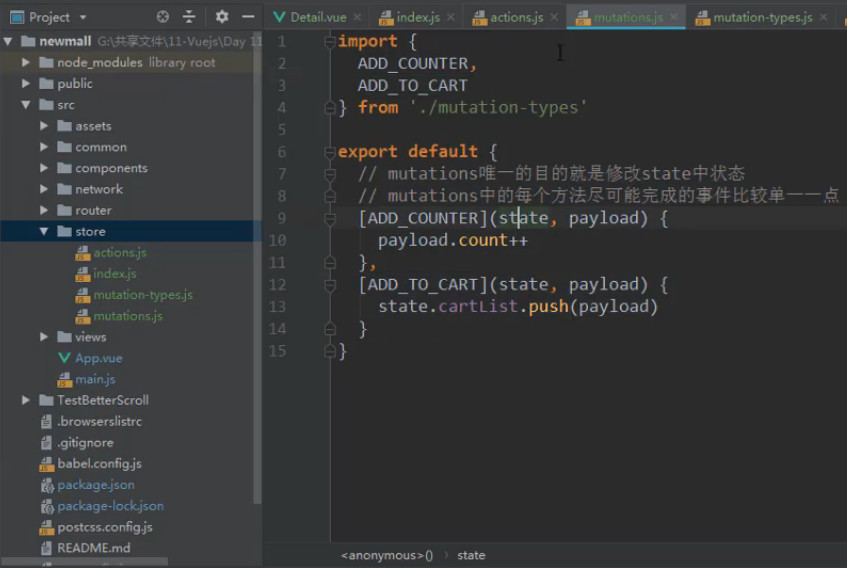 Project
Detail.vue
index.js
actions.js
mutations.js
mutation-types.js
newmall G:\共享文件\11-Vuejs\Day 11
node_modules library root
public
src
assets
common
components
network
router
store
actions.js
index.js
mutation-types.js
mutations.js
views
App.vue
main.js
TestBetterScroll
.browserslistrc
.gitignore
babel.config.js
package.json
package-lock.json
postcss.config.js
README.md
1 import {
2 ADD_COUNTER,
3 ADD_TO_CART
4 } from './mutation-types'
5
6 export default {
7 // mutations唯一的目的就是修改state中状态
8 // mutations中的每个方法尽可能完成的事件比较单一一点
9 [ADD_COUNTER](state, payload) {
10 payload.count++
11 },
12 [ADD_TO_CART](state, payload) {
13 state.cartList.push(payload)
14 }
15 }
<anonymous>() › state